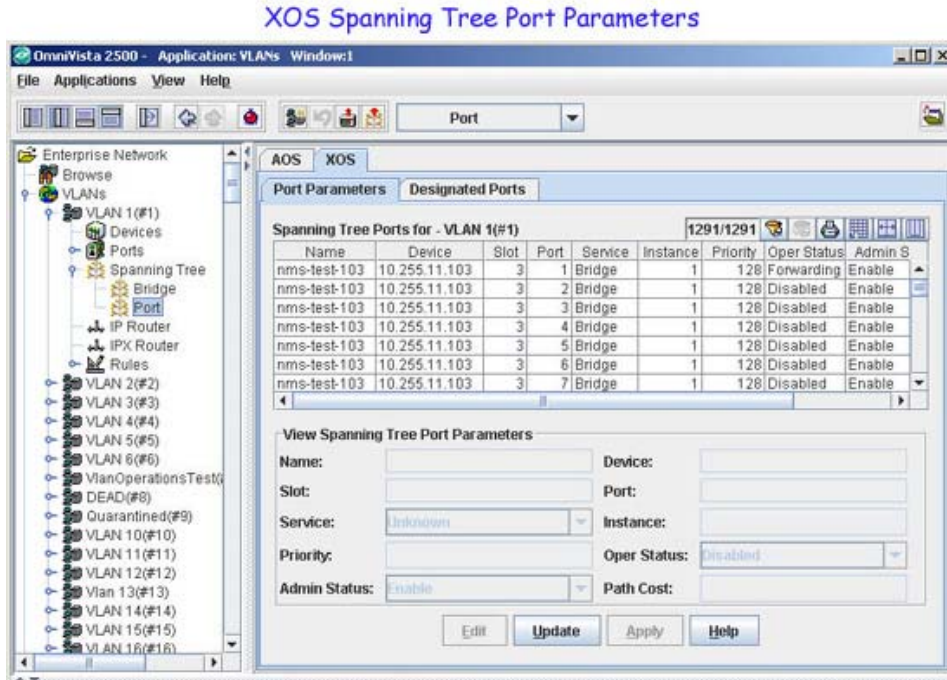 XOS Spanning Tree Port Parameters
OmniVista 2500 - Application: VLANs Window:1
File Applications View Help
Port
Enterprise Network
Browse
VLANs
VLAN 1(#1)
Devices
Ports
Spanning Tree
Bridge
Port
IP Router
IPX Router
Rules
VLAN 2(#2)
VLAN 3(#3)
VLAN 4(#4)
VLAN 5(#5)
VLAN 6(#6)
VlanOperationsTest(
DEAD(#8)
Quarantined(#9)
VLAN 10(#10)
VLAN 11(#11)
VLAN 12(#12)
Vlan 13(#13)
VLAN 14(#14)
VLAN 15(#15)
VLAN 16(#16)
AOS XOS
Port Parameters Designated Ports
Spanning Tree Ports for - VLAN 1(#1) 1291/1291
Name Device Slot Port Service Instance Priority Oper Status Admin S
nms-test-103 10.255.11.103 3 1 Bridge 1 128 Forwarding Enable
nms-test-103 10.255.11.103 3 2 Bridge 1 128 Disabled Enable
nms-test-103 10.255.11.103 3 3 Bridge 1 128 Disabled Enable
nms-test-103 10.255.11.103 3 4 Bridge 1 128 Disabled Enable
nms-test-103 10.255.11.103 3 5 Bridge 1 128 Disabled Enable
nms-test-103 10.255.11.103 3 6 Bridge 1 128 Disabled Enable
nms-test-103 10.255.11.103 3 7 Bridge 1 128 Disabled Enable
View Spanning Tree Port Parameters
Name: Device:
Slot: Port:
Service: Unknown Instance:
Priority: Oper Status: Disabled
Admin Status: Enable Path Cost:
Edit Update Apply Help